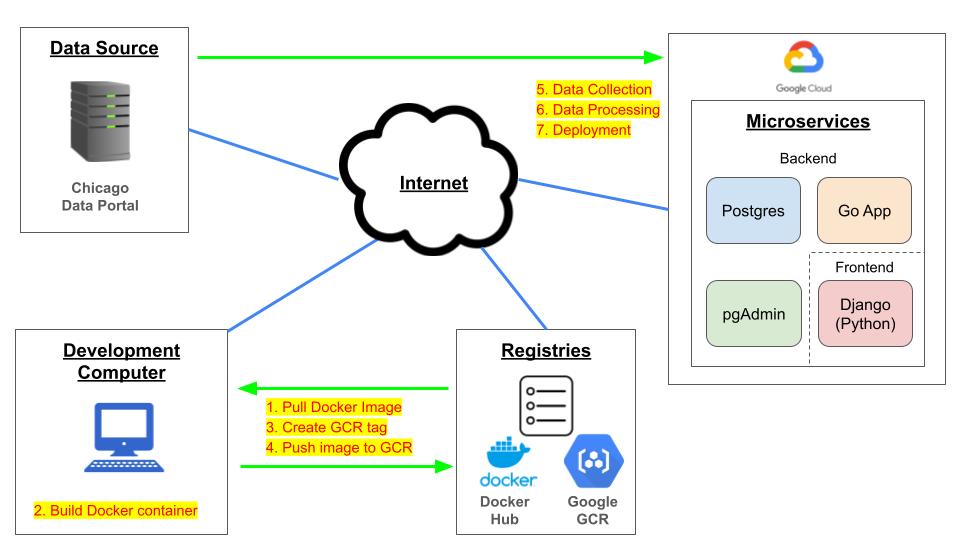 Data Source
Chicago
Data Portal
5. Data Collection
6. Data Processing
7. Deployment
Google Cloud
Microservices
Backend
Postgres
Go App
Frontend
pgAdmin
Django
(Python)
Internet
Development
Computer
2. Build Docker container
1. Pull Docker Image
3. Create GCR tag
4. Push image to GCR
Registries
docker
Docker
Hub
Google
GCR